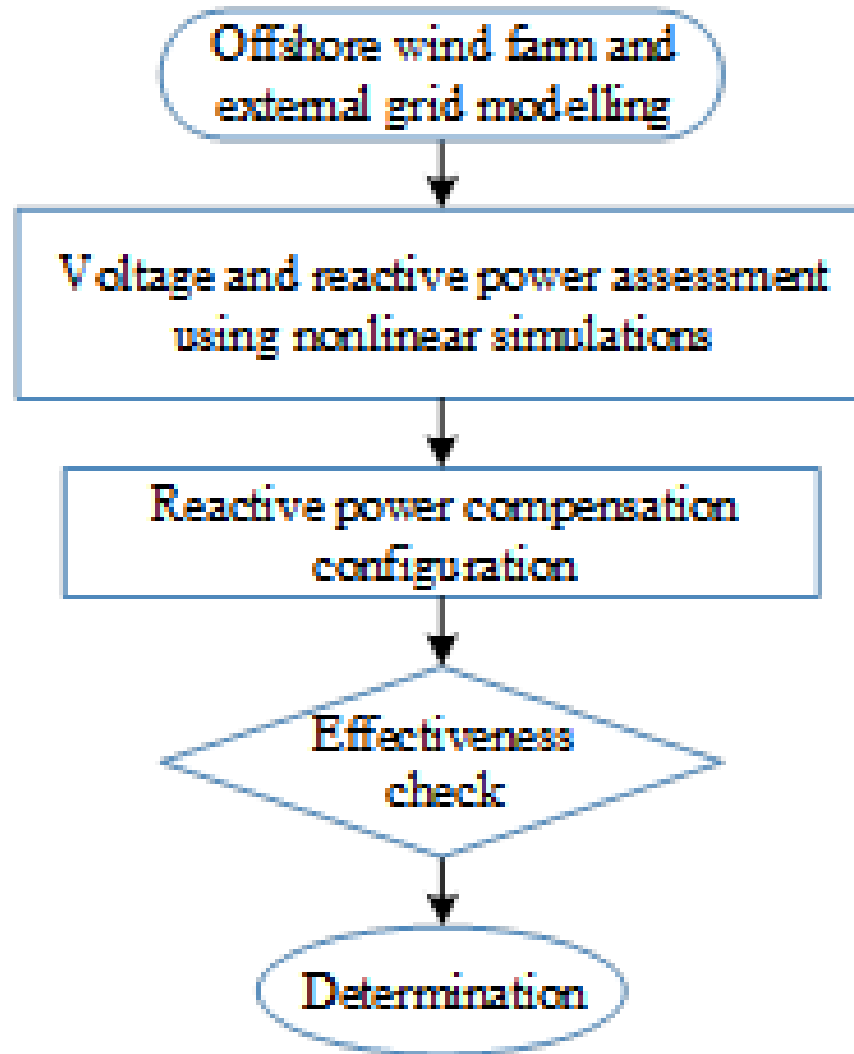 Offshore wind farm and
external grid modelling
Voltage and reactive power assessment
using nonlinear simulations
Reactive power compensation
configuration
Effectiveness
check
Determination